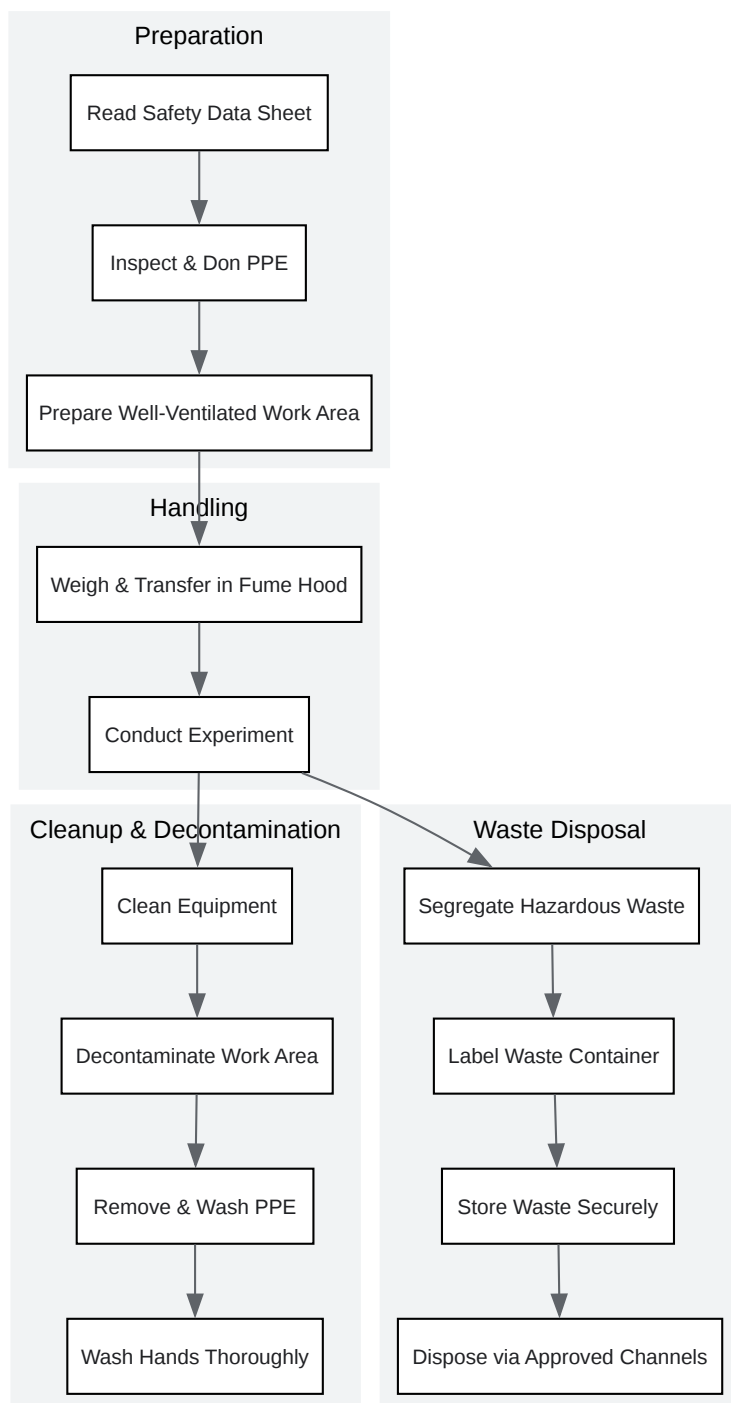 Preparation
Read Safety Data Sheet
Inspect & Don PPE
Prepare Well-Ventilated Work Area
Handling
Weigh & Transfer in Fume Hood
Conduct Experiment
Cleanup & Decontamination
Clean Equipment
Decontaminate Work Area
Remove & Wash PPE
Wash Hands Thoroughly
Waste Disposal
Segregate Hazardous Waste
Label Waste Container
Store Waste Securely
Dispose via Approved Channels